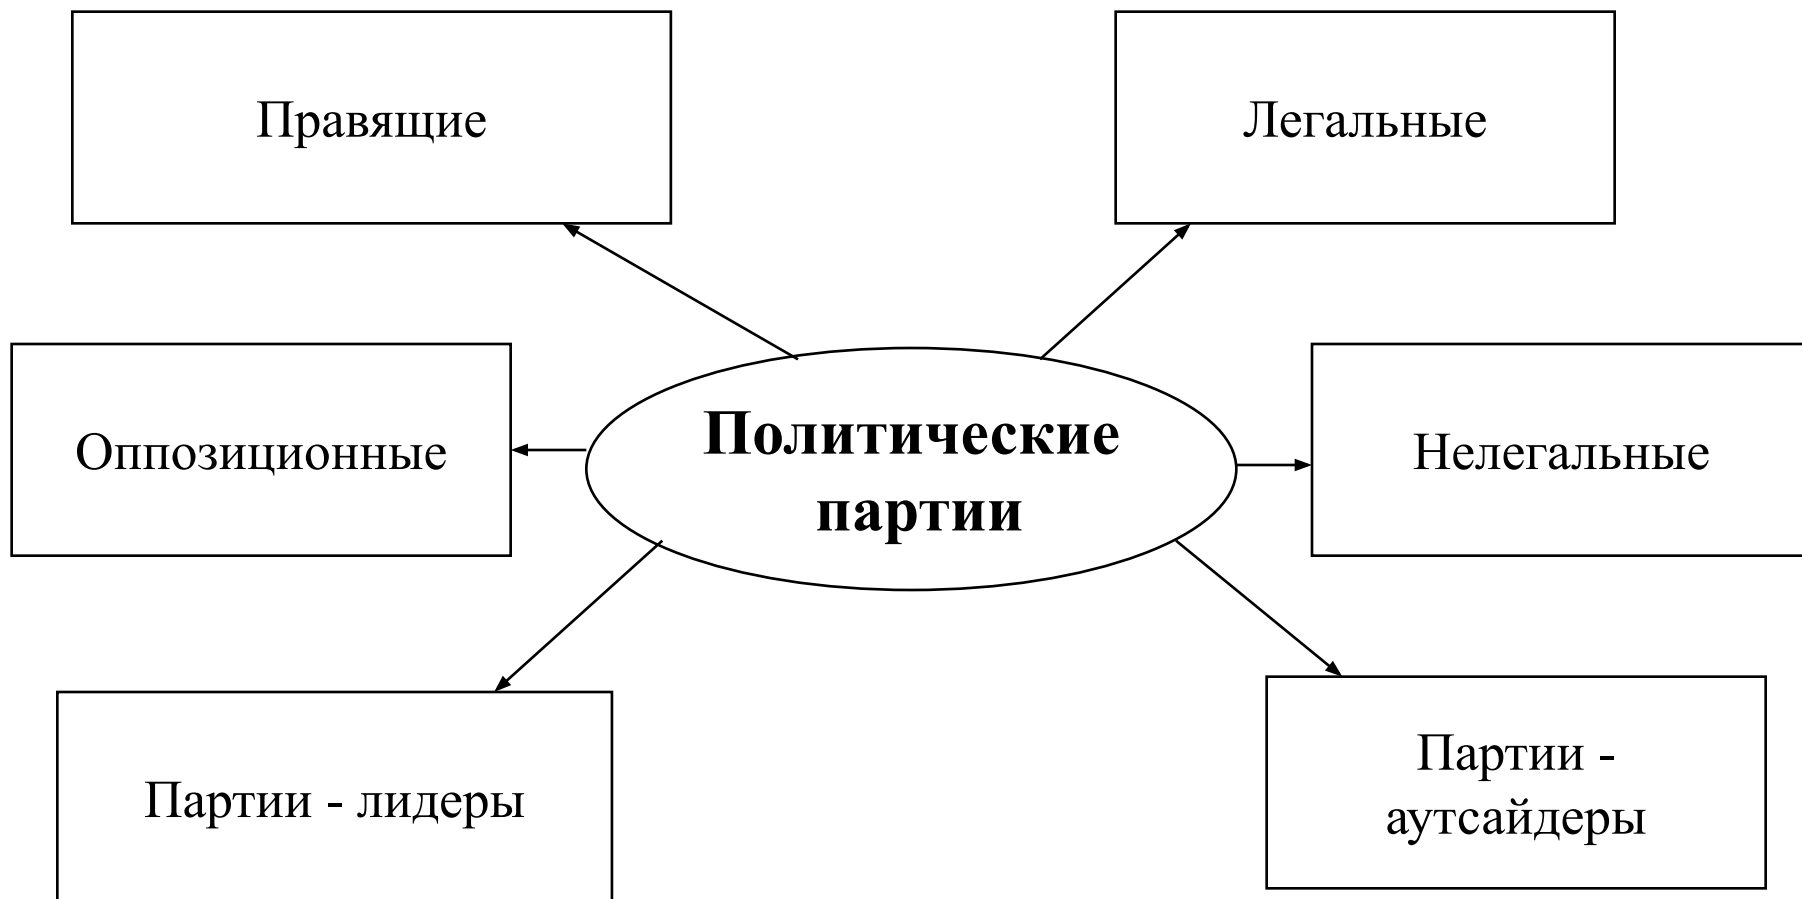 Правящие
Легальные
Оппозиционные
Политические
партии
Нелегальные
Партии - лидеры
Партии -
аутсайдеры